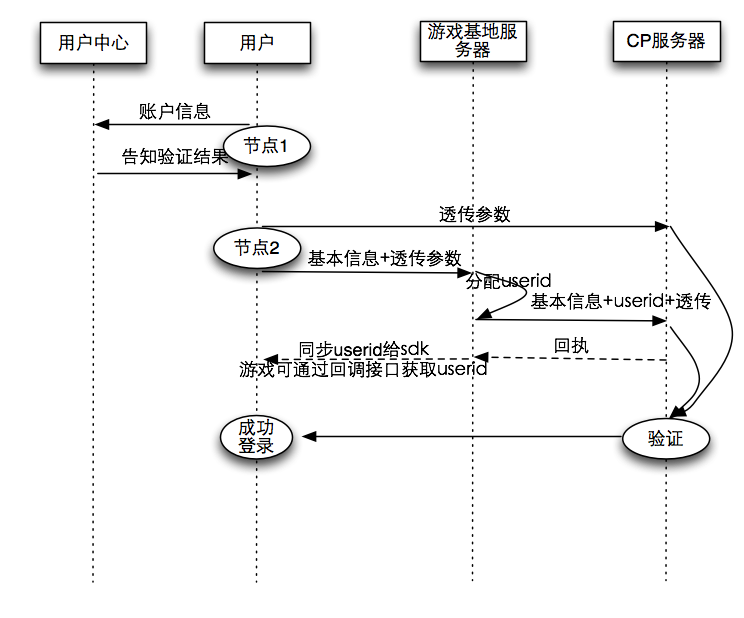 用户中心
用户
游戏基地服
务器
CP服务器
账户信息
节点1
告知验证结果
透传参数
节点2
基本信息+透传参数
分配userid
基本信息+userid+透传
同步userid给sdk
回执
游戏可通过回调接口获取userid
成功
登录
验证